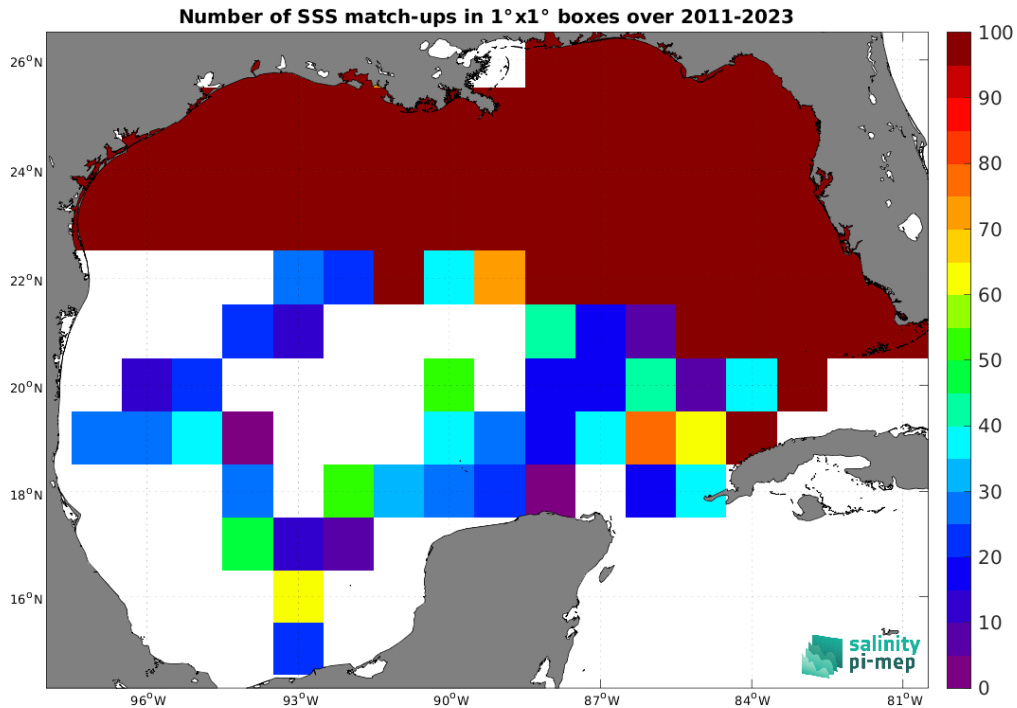 Number of SSS match-ups in 1°x1° boxes over 2011-2023
26°N
24°N
22°N
20°N
18°N
16°N
96°W
93°W
90°W
87°W
84°W
81°W
100
90
80
70
60
50
40
30
20
10
0
salinity
pi-mep